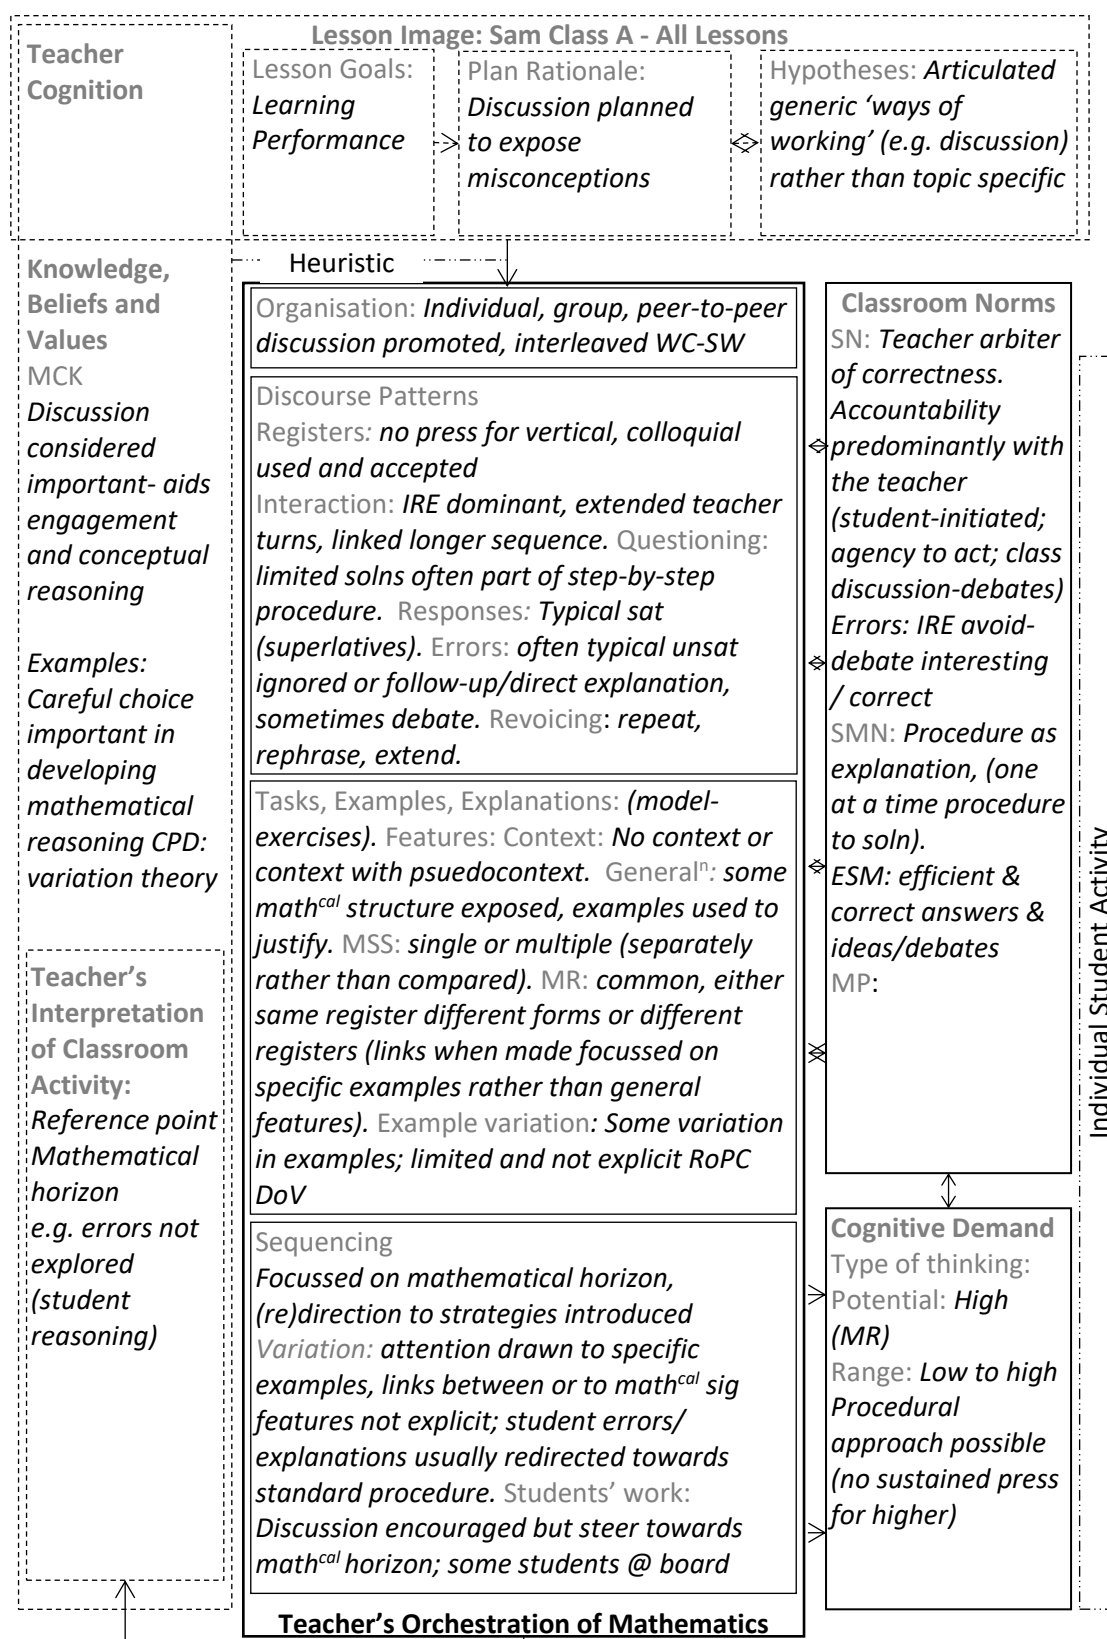 Lesson Image: Sam Class A - All Lessons
Teacher
Cognition
Lesson Goals:
Learning
Performance
Plan Rationale:
Discussion planned
to expose
misconceptions
Hypotheses: Articulated
generic ‘ways of
working’ (e.g. discussion)
rather than topic specific
Knowledge,
Beliefs and
Values
MCK
Discussion
considered
important- aids
engagement
and conceptual
reasoning
Examples:
Careful choice
important in
developing
mathematical
reasoning CPD:
variation theory
Teacher’s
Interpretation
of Classroom
Activity:
Reference point
Mathematical
horizon
e.g. errors not
explored
(student
reasoning)
Heuristic
Organisation: Individual, group, peer-to-peer
discussion promoted, interleaved WC-SW
Discourse Patterns
Registers: no press for vertical, colloquial
used and accepted
Interaction: IRE dominant, extended teacher
turns, linked longer sequence. Questioning:
limited solns often part of step-by-step
procedure. Responses: Typical sat
(superlatives). Errors: often typical unsat
ignored or follow-up/direct explanation,
sometimes debate. Revoicing: repeat,
rephrase, extend.
Tasks, Examples, Explanations: (model-
exercises). Features: Context: No context or
context with psuedocontext. Generalⁿ: some
math^cal structure exposed, examples used to
justify. MSS: single or multiple (separately
rather than compared). MR: common, either
same register different forms or different
registers (links when made focussed on
specific examples rather than general
features). Example variation: Some variation
in examples; limited and not explicit RoPC
DoV
Sequencing
Focussed on mathematical horizon,
(re)direction to strategies introduced
Variation: attention drawn to specific
examples, links between or to math^cal sig
features not explicit; student errors/
explanations usually redirected towards
standard procedure. Students’ work:
Discussion encouraged but steer towards
math^cal horizon; some students @ board
Teacher’s Orchestration of Mathematics
Classroom Norms
SN: Teacher arbiter
of correctness.
Accountability
predominantly with
the teacher
(student-initiated;
agency to act; class
discussion-debates)
Errors: IRE avoid-
debate interesting
/ correct
SMN: Procedure as
explanation, (one
at a time procedure
to soln).
ESM: efficient &
correct answers &
ideas/debates
MP:
Cognitive Demand
Type of thinking:
Potential: High
(MR)
Range: Low to high
Procedural
approach possible
(no sustained press
for higher)
Individual Student Activity